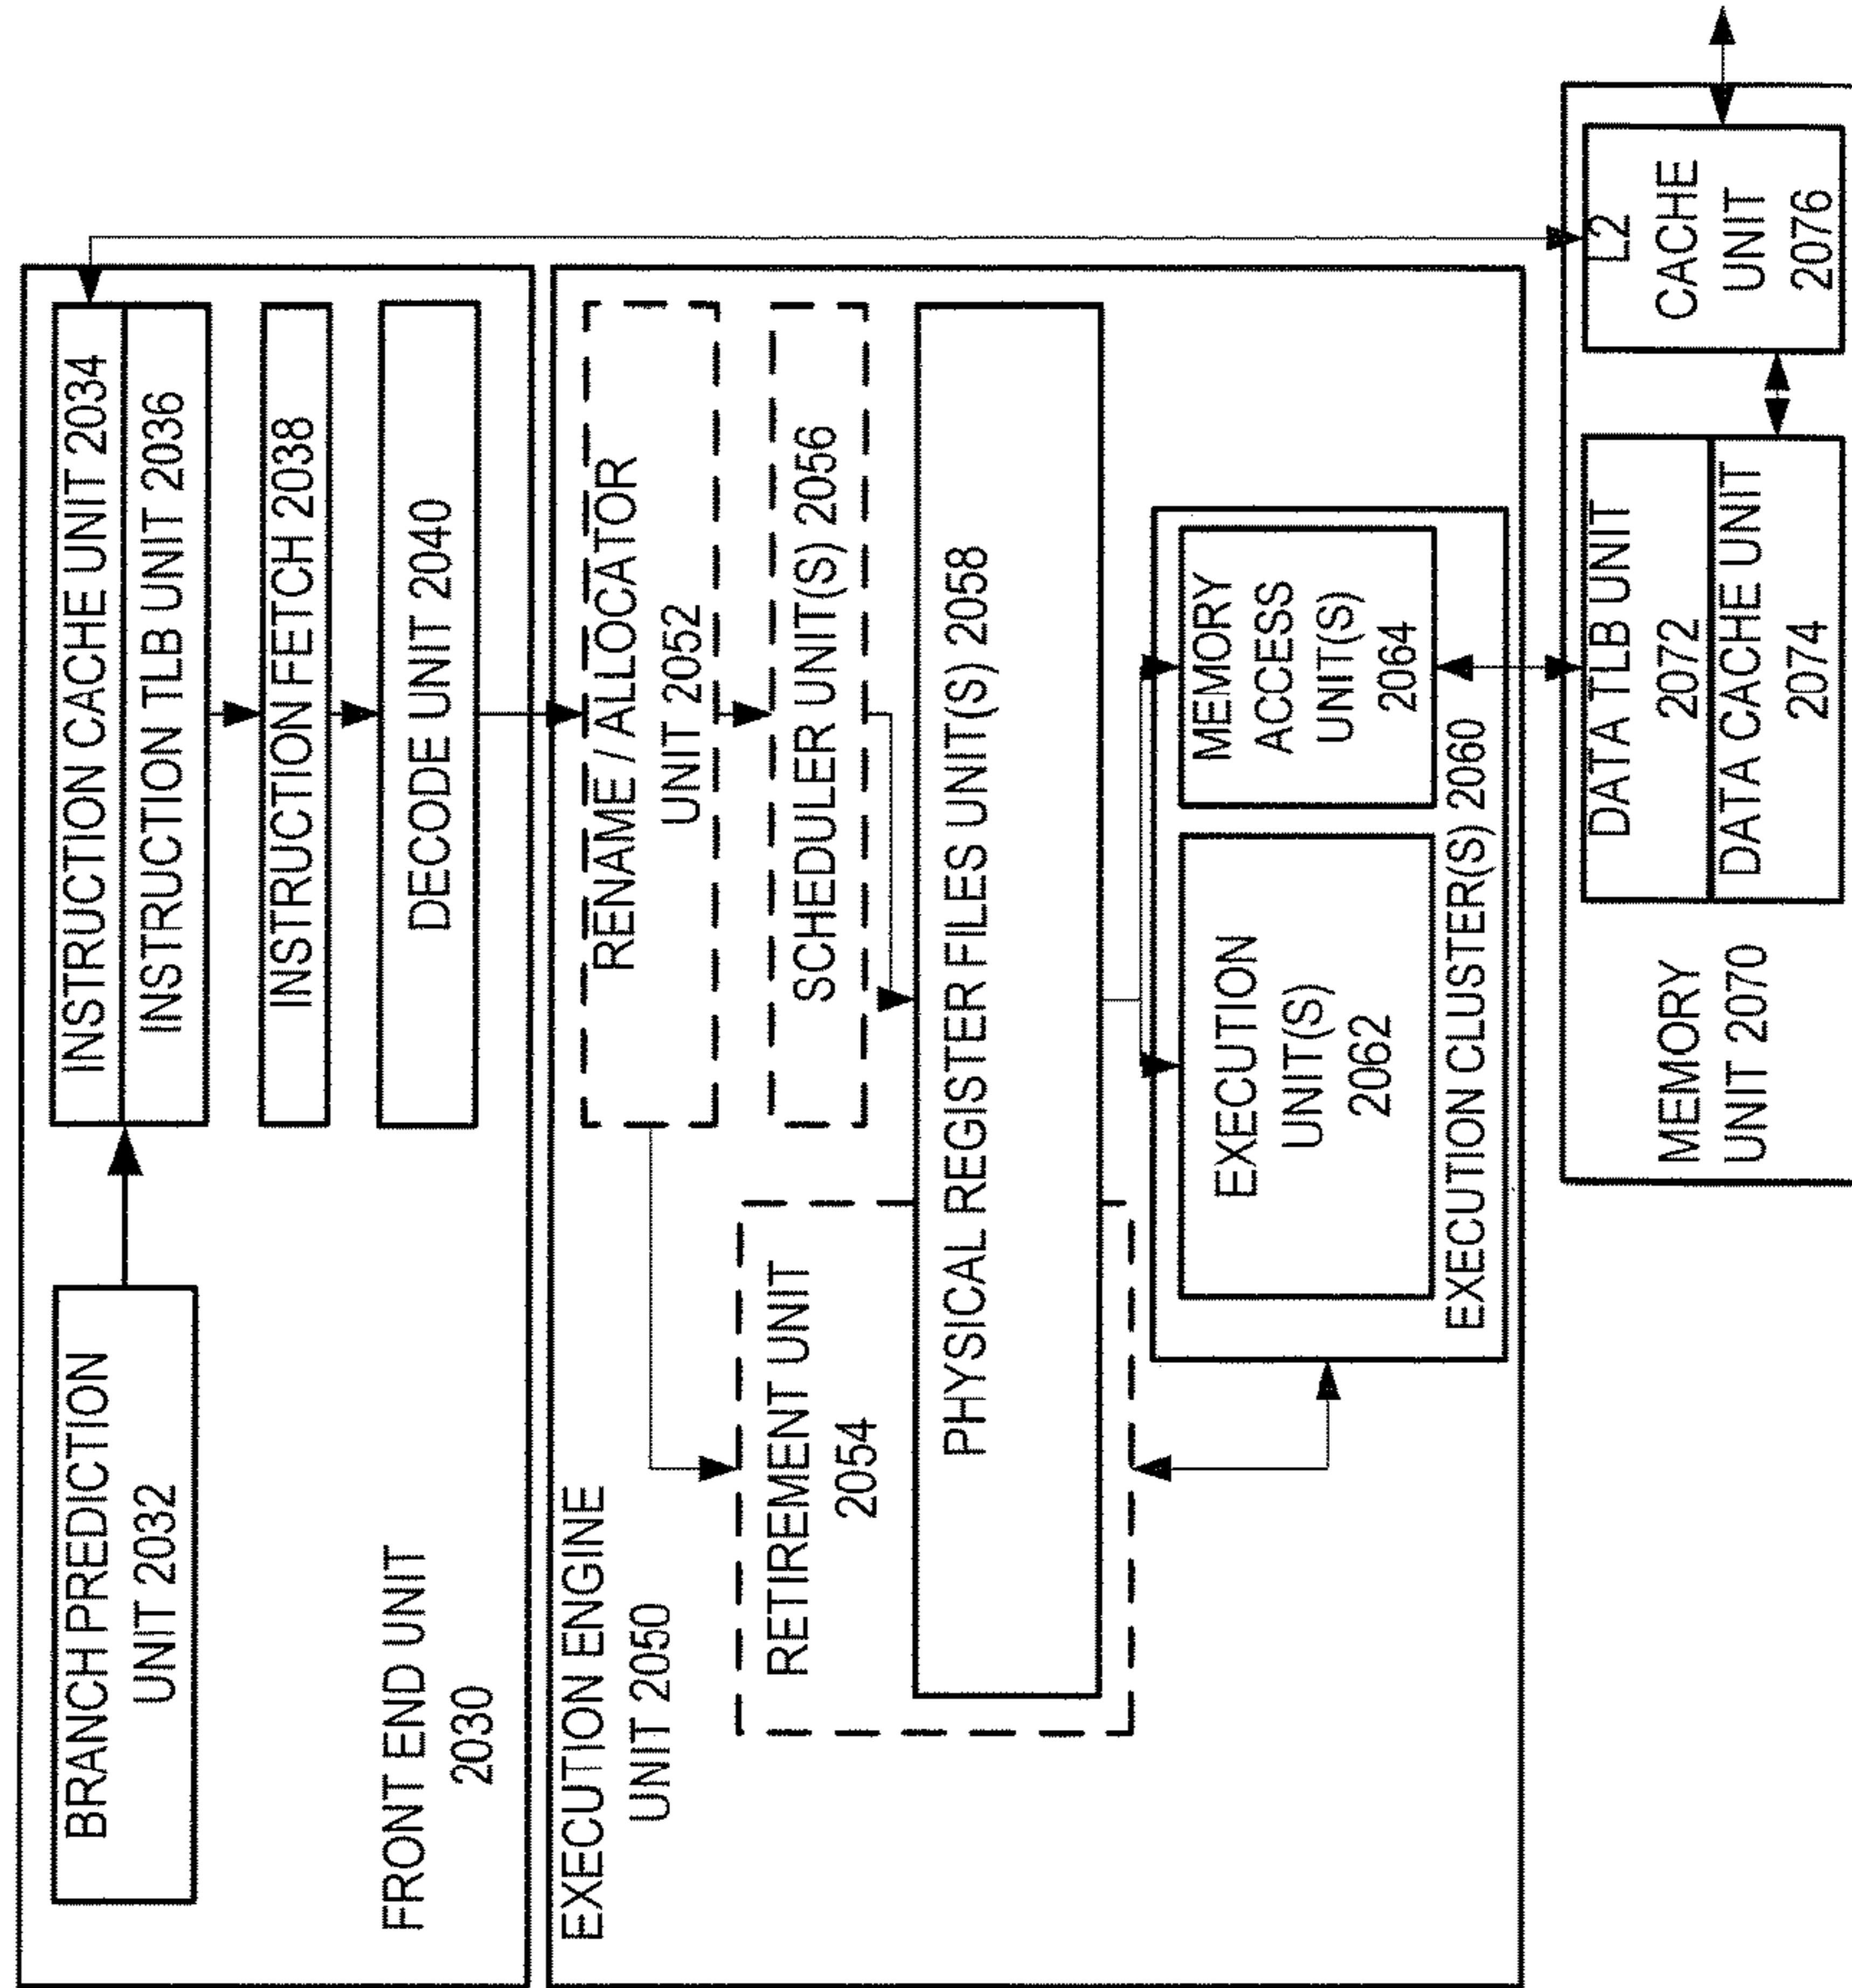 BRANCH PREDICTION
UNIT 2032
INSTRUCTION CACHE UNIT 2034
INSTRUCTION TLB UNIT 2036
INSTRUCTION FETCH 2038
DECODE UNIT 2040
FRONT END UNIT
2030
EXECUTION ENGINE
UNIT 2050
RENAME / ALLOCATOR
UNIT 2052
RETIREMENT UNIT
2054
SCHEDULER UNIT(S) 2056
PHYSICAL REGISTER FILES UNIT(S) 2058
EXECUTION
UNIT(S)
2062
MEMORY
ACCESS
UNIT(S)
2064
EXECUTION CLUSTER(S) 2060
MEMORY
UNIT 2070
DATA TLB UNIT
2072
DATA CACHE UNIT
2074
L2
CACHE
UNIT
2076